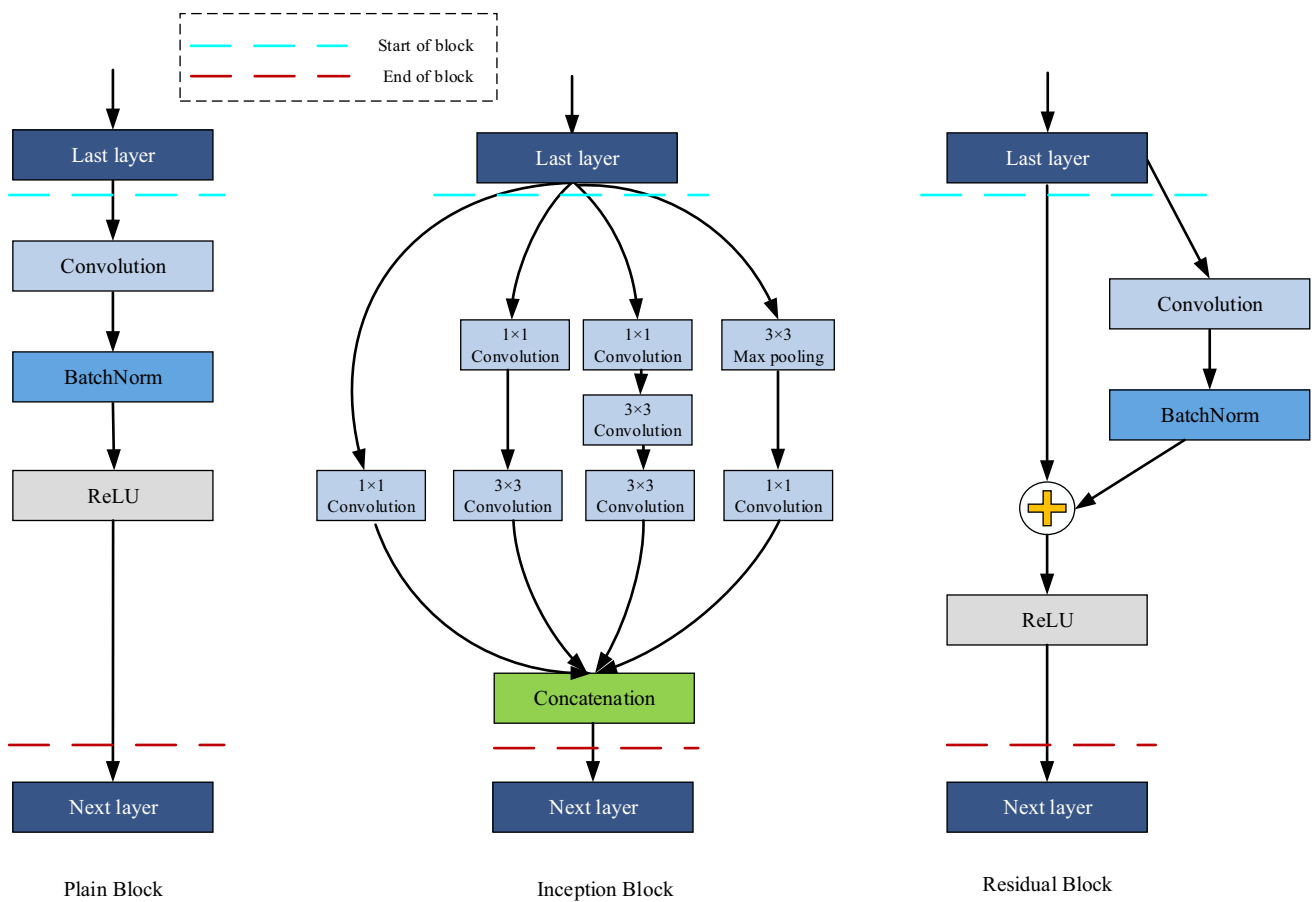 Start of block
End of block
Last layer
Convolution
BatchNorm
ReLU
Next layer
Plain Block
Last layer
1×1
Convolution
1×1
Convolution
3×3
Max pooling
3×3
Convolution
1×1
Convolution
3×3
Convolution
3×3
Convolution
1×1
Convolution
Concatenation
Next layer
Inception Block
Last layer
Convolution
BatchNorm
ReLU
Next layer
Residual Block